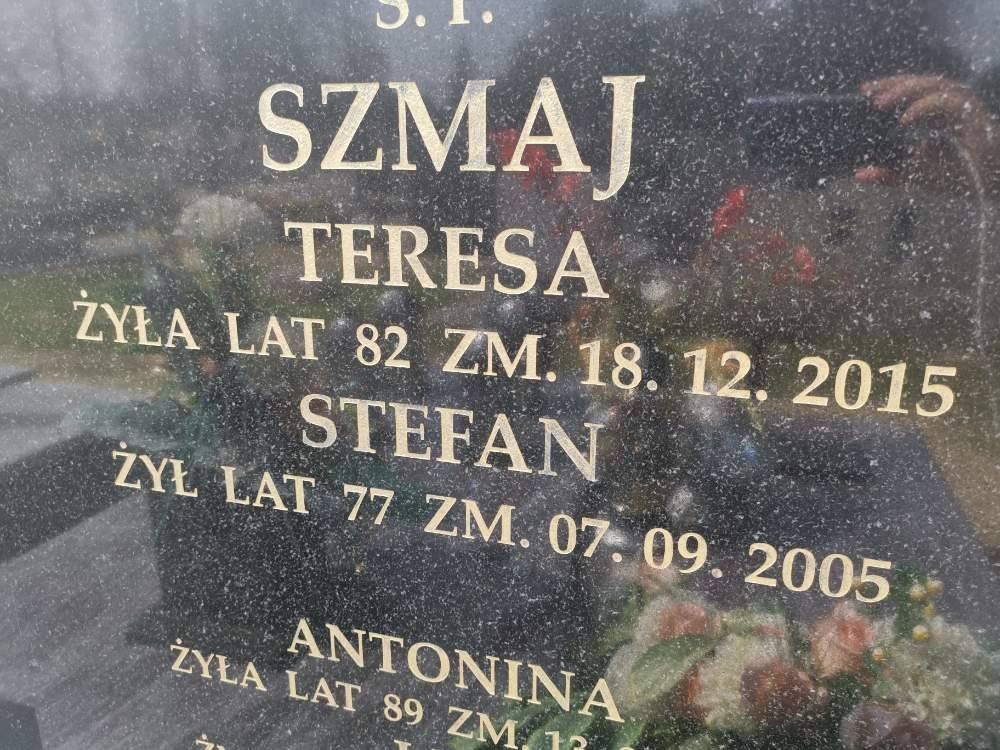 Ś. P.
SZMAJ
TERESA
ŻYŁA LAT 82 ZM. 18. 12. 2015
STEFAN
ŻYŁ LAT 77 ZM. 07. 09. 2005
ANTONINA
ŻYŁA LAT 89 ZM. 13.